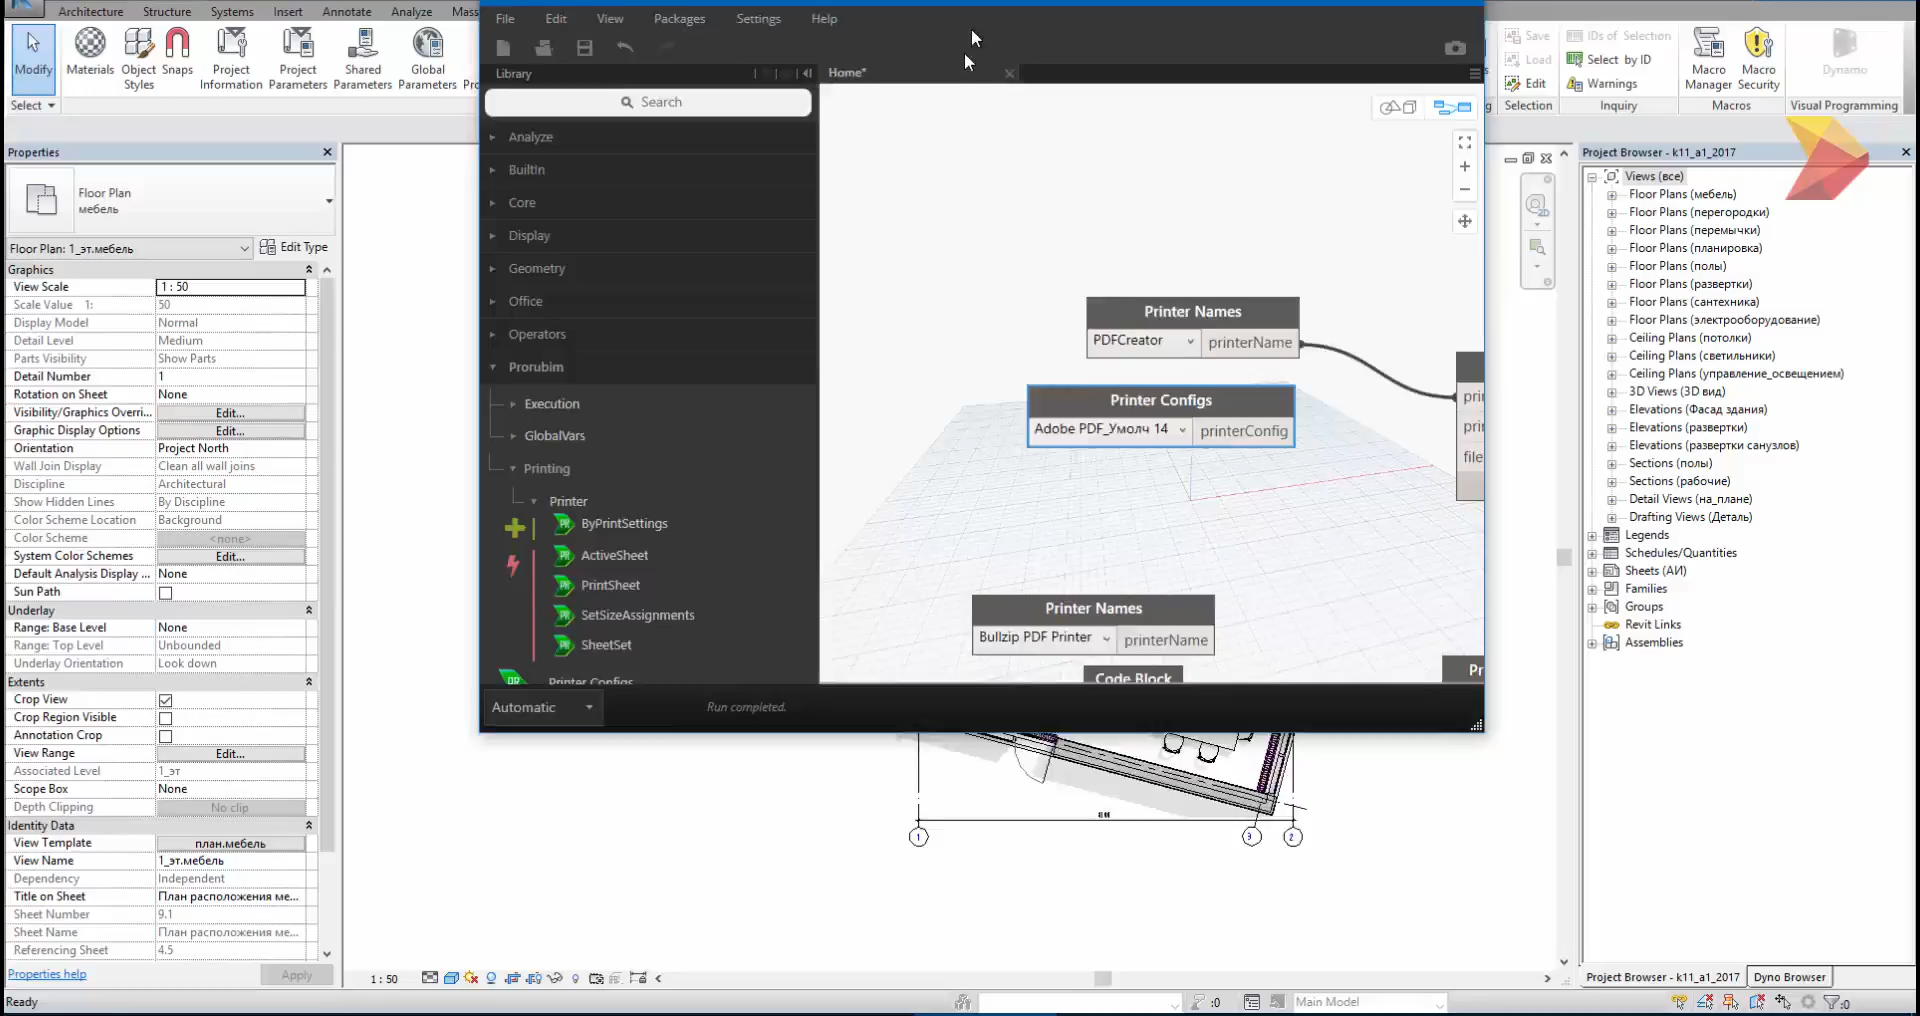 Architecture Structure Systems Insert Annotate Analyze Mass
Modify
Select
Materials
Object Styles
Snaps
Project Information
Project Parameters
Shared Parameters
Global Parameters
Save
Load
Edit
Selection
IDs of Selection
Select by ID
Warnings
Inquiry
Macro Manager
Macro Security
Macros
Dynamo
Visual Programming
File Edit View Packages Settings Help
Library
Home*
Search
Analyze
BuiltIn
Core
Display
Geometry
Office
Operators
Prorubim
Execution
GlobalVars
Printing
Printer
ByPrintSettings
ActiveSheet
PrintSheet
SetSizeAssignments
SheetSet
Printer Configs
Automatic
Run completed.
Printer Names
PDFCreator printerName
Printer Configs
Adobe PDF_Умолч 14 printerConfig
file
Printer Names
Bullzip PDF Printer printerName
Code Block
Properties
Floor Plan
мебель
Floor Plan: 1_эт.мебель Edit Type
Graphics
View Scale 1 : 50
Scale Value 1: 50
Display Model Normal
Detail Level Medium
Parts Visibility Show Parts
Detail Number 1
Rotation on Sheet None
Visibility/Graphics Overri... Edit...
Graphic Display Options Edit...
Orientation Project North
Wall Join Display Clean all wall joins
Discipline Architectural
Show Hidden Lines By Discipline
Color Scheme Location Background
Color Scheme <none>
System Color Schemes Edit...
Default Analysis Display ... None
Sun Path
Underlay
Range: Base Level None
Range: Top Level Unbounded
Underlay Orientation Look down
Extents
Crop View
Crop Region Visible
Annotation Crop
View Range Edit...
Associated Level 1_эт
Scope Box None
Depth Clipping No clip
Identity Data
View Template план.мебель
View Name 1_эт.мебель
Dependency Independent
Title on Sheet План расположения ме...
Sheet Number 9.1
Sheet Name План расположения ме...
Referencing Sheet 4.5
Properties help Apply
Ready
1
3
2
1 : 50
:0
Main Model
:0
Project Browser - k11_a1_2017
Views (все)
Floor Plans (мебель)
Floor Plans (перегородки)
Floor Plans (перемычки)
Floor Plans (планировка)
Floor Plans (полы)
Floor Plans (развертки)
Floor Plans (сантехника)
Floor Plans (электрооборудование)
Ceiling Plans (потолки)
Ceiling Plans (светильники)
Ceiling Plans (управление_освещением)
3D Views (3D вид)
Elevations (Фасад здания)
Elevations (развертки)
Elevations (развертки санузлов)
Sections (полы)
Sections (рабочие)
Detail Views (на_плане)
Drafting Views (Деталь)
Legends
Schedules/Quantities
Sheets (АИ)
Families
Groups
Revit Links
Assemblies
Project Browser - k11_a1_2017 Dyno Browser